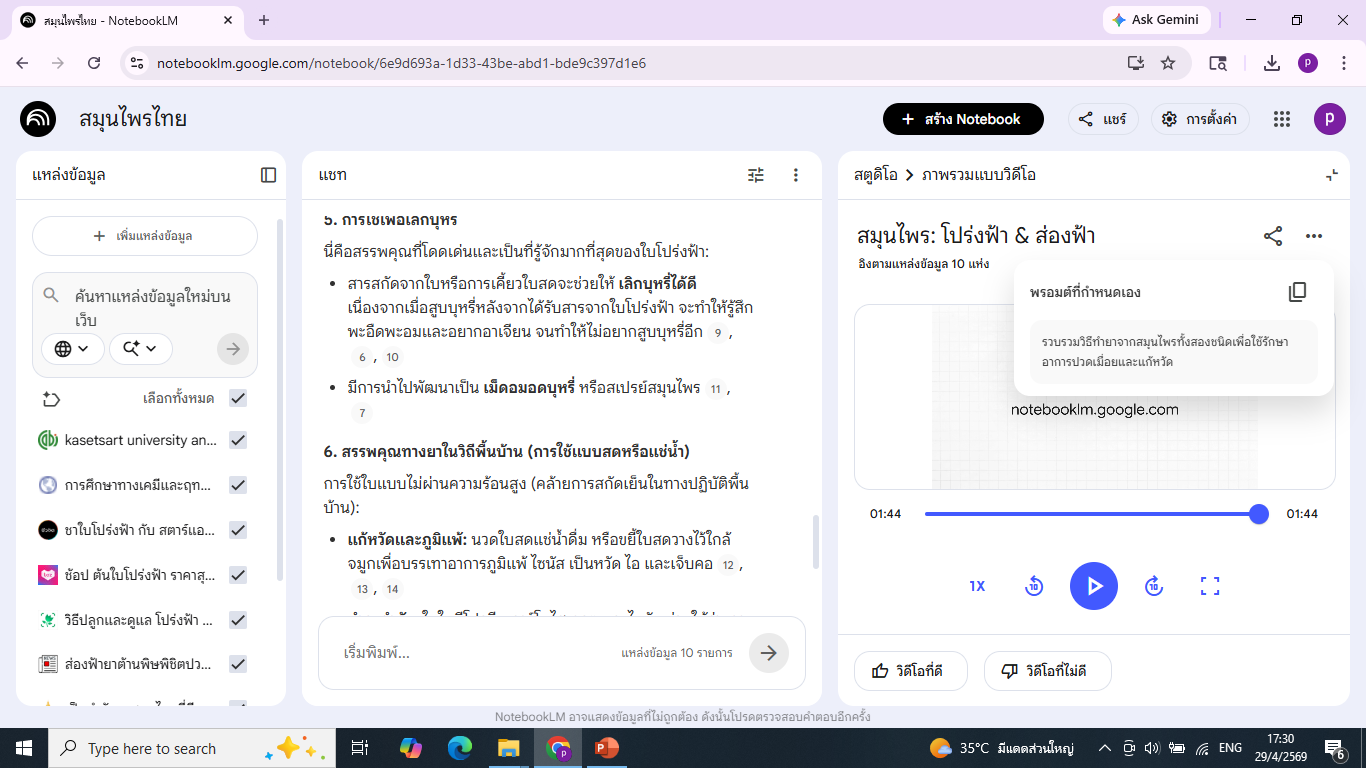 สมุนไพรไทย - NotebookLM
Ask Gemini
notebooklm.google.com/notebook/6e9d693a-1d33-43be-abd1-bde9c397d1e6
p
สมุนไพรไทย
สร้าง Notebook
แชร์
การตั้งค่า
p
แหล่งข้อมูล
เพิ่มแหล่งข้อมูล
ค้นหาแหล่งข้อมูลใหม่บน
เว็บ
เลือกทั้งหมด
kasetsart university an...
การศึกษาทางเคมีและฤท...
ชาใบโปร่งฟ้า กับ สตาร์แอ...
ช้อป ต้นใบโปร่งฟ้า ราคาสุ...
วิธีปลูกและดูแล โปร่งฟ้า ...
ส่องฟ้ายาต้านพิษพิชิตปว...
แชท
5. การใช้เพื่อเลิกบุหรี่
นี่คือสรรพคุณที่โดดเด่นและเป็นที่รู้จักมากที่สุดของใบโปร่งฟ้า:
• สารสกัดจากใบหรือการเคี้ยวใบสดจะช่วยให้ เลิกบุหรี่ได้ดี
เนื่องจากเมื่อสูบบุหรี่หลังจากได้รับสารจากใบโปร่งฟ้า จะทำให้รู้สึก
พะอืดพะอมและอยากอาเจียน จนทำให้ไม่อยากสูบบุหรี่อีก 9 ,
6 , 10
• มีการนำไปพัฒนาเป็น เม็ดอมอดบุหรี่ หรือสเปรย์สมุนไพร 11 ,
7
6. สรรพคุณทางยาในวิถีพื้นบ้าน (การใช้แบบสดหรือแช่น้ำ)
การใช้ใบแบบไม่ผ่านความร้อนสูง (คล้ายการสกัดเย็นในทางปฏิบัติพื้น
บ้าน):
• แก้หวัดและภูมิแพ้: นวดใบสดแช่น้ำดื่ม หรือขยี้ใบสดวางไว้ใกล้
จมูกเพื่อบรรเทาอาการภูมิแพ้ ไซนัส เป็นหวัด ไอ และเจ็บคอ 12 ,
13 , 14
เริ่มพิมพ์...
แหล่งข้อมูล 10 รายการ
สตูดิโอ > ภาพรวมแบบวิดีโอ
สมุนไพร: โปร่งฟ้า & ส่องฟ้า
อิงตามแหล่งข้อมูล 10 แห่ง
พรอมต์ที่กำหนดเอง
รวบรวมวิธีทำยาจากสมุนไพรทั้งสองชนิดเพื่อใช้รักษา
อาการปวดเมื่อยและแก้หวัด
notebooklm.google.com
01:44
01:44
1X
10
10
วิดีโอที่ดี
วิดีโอที่ไม่ดี
NotebookLM อาจแสดงข้อมูลที่ไม่ถูกต้อง ดังนั้นโปรดตรวจสอบคำตอบอีกครั้ง
Type here to search
35°C มีแดดส่วนใหญ่
ENG
17:30
29/4/2569
6